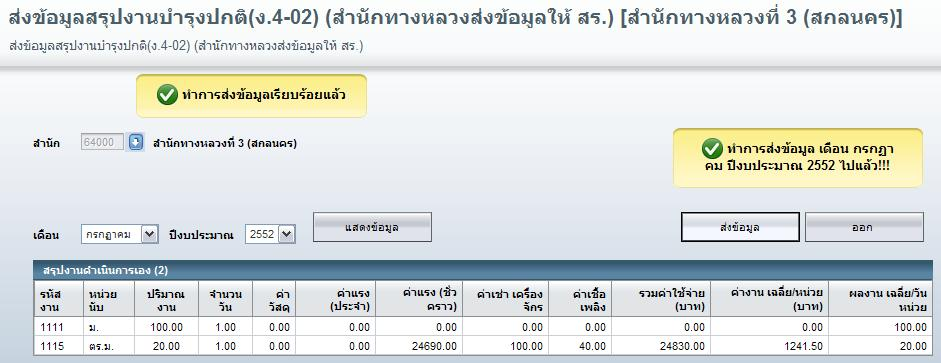 ส่งข้อมูลสรุปงานบำรุงปกติ(ง.4-02) (สำนักทางหลวงส่งข้อมูลให้ สร.) [สำนักทางหลวงที่ 3 (สกลนคร)]
ส่งข้อมูลสรุปงานบำรุงปกติ(ง.4-02) (สำนักทางหลวงส่งข้อมูลให้ สร.)
ทำการส่งข้อมูลเรียบร้อยแล้ว
สำนัก 64000 สำนักทางหลวงที่ 3 (สกลนคร)
ทำการส่งข้อมูล เดือน กรกฎา
คม ปีงบประมาณ 2552 ไปแล้ว!!!
เดือน กรกฎาคม ปีงบประมาณ 2552 แสดงข้อมูล ส่งข้อมูล ออก
สรุปงานดำเนินการเอง (2)
รหัส หน่วย ปริมาณ จำนวน ค่า ค่าแรง ค่าแรง (ชั่ว ค่าเช่า เครื่อง ค่าเชื้อ รวมค่าใช้จ่าย ค่างาน เฉลี่ย/หน่วย ผลงาน เฉลี่ย/วัน
งาน นับ งาน วัน วัสดุ (ประจำ) คราว) จักร เพลิง (บาท) (บาท) หน่วย
1111 ม. 100.00 1.00 0.00 0.00 0.00 0.00 0.00 0.00 0.00 100.00
1115 ตร.ม. 20.00 1.00 0.00 0.00 24690.00 100.00 40.00 24830.00 1241.50 20.00